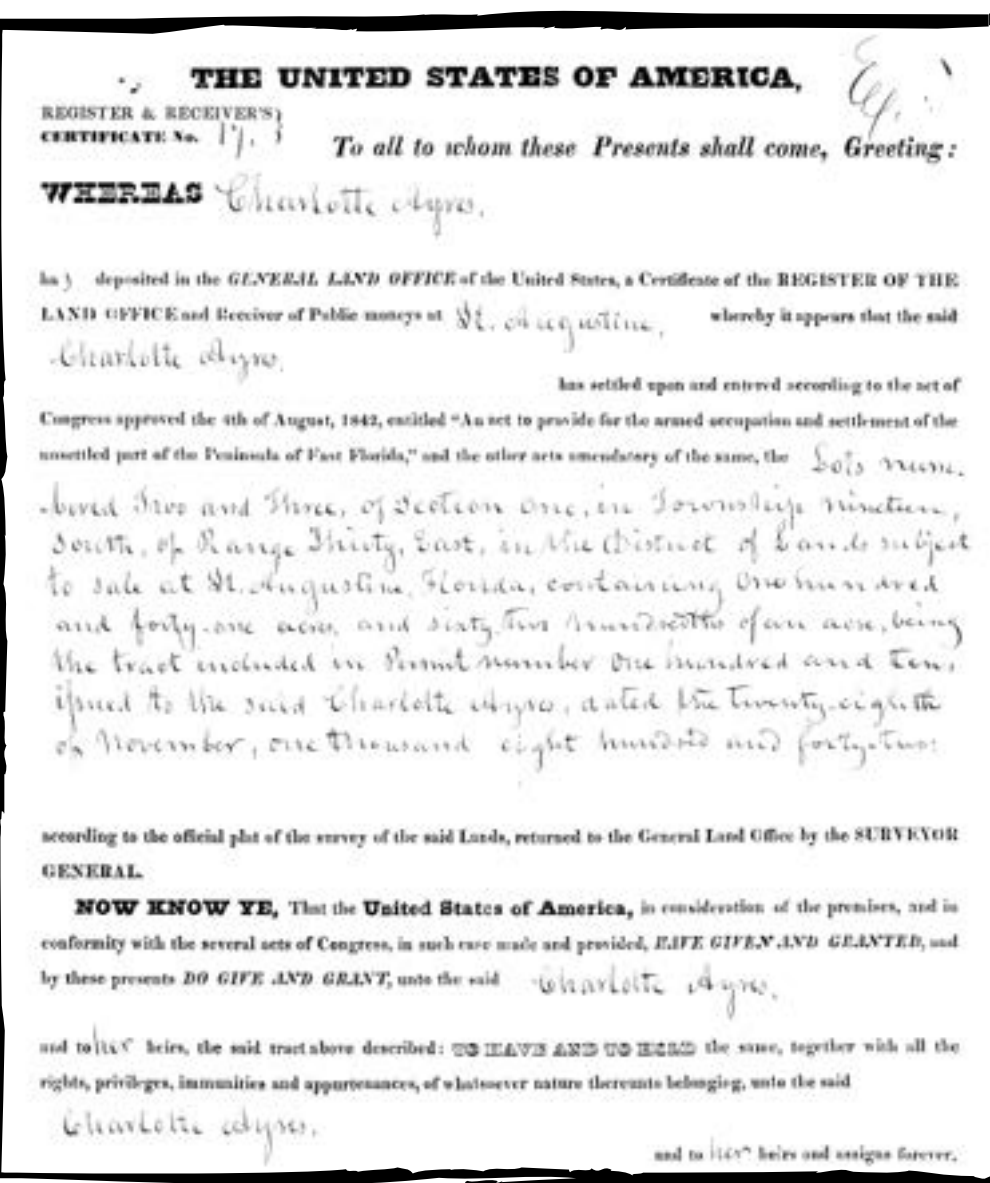 THE UNITED STATES OF AMERICA,
REGISTER & RECEIVER'S }
CERTIFICATE No. 17. }
To all to whom these Presents shall come, Greeting:
WHEREAS Charlotte Ayres,
has deposited in the GENERAL LAND OFFICE of the United States, a Certificate of the REGISTER OF THE
LAND OFFICE and Receiver of Public moneys at St. Augustine, whereby it appears that the said
Charlotte Ayres,
has settled upon and entered according to the act of
Congress approved the 4th of August, 1842, entitled "An act to provide for the armed occupation and settlement of the
unsettled part of the Peninsula of East Florida," and the other acts amendatory of the same, the Lots num-
bered Two and Three, of Section One, in Township nineteen,
South, of Range Thirty, East, in the District of Lands subject
to sale at St. Augustine, Florida, containing One hundred
and forty-one acres, and sixty two hundredths of an acre, being
the tract included in Permit number One hundred and ten,
issued to the said Charlotte Ayres, dated the twenty-eighth
of November, one thousand eight hundred and forty-two:
according to the official plat of the survey of the said Lands, returned to the General Land Office by the SURVEYOR
GENERAL.
NOW KNOW YE, That the United States of America, in consideration of the premises, and in
conformity with the several acts of Congress, in such case made and provided, HAVE GIVEN AND GRANTED, and
by these presents DO GIVE AND GRANT, unto the said Charlotte Ayres,
and to her heirs, the said tract above described: TO HAVE AND TO HOLD the same, together with all the
rights, privileges, immunities and appurtenances, of whatsoever nature thereunto belonging, unto the said
Charlotte Ayres,
and to her heirs and assigns forever.